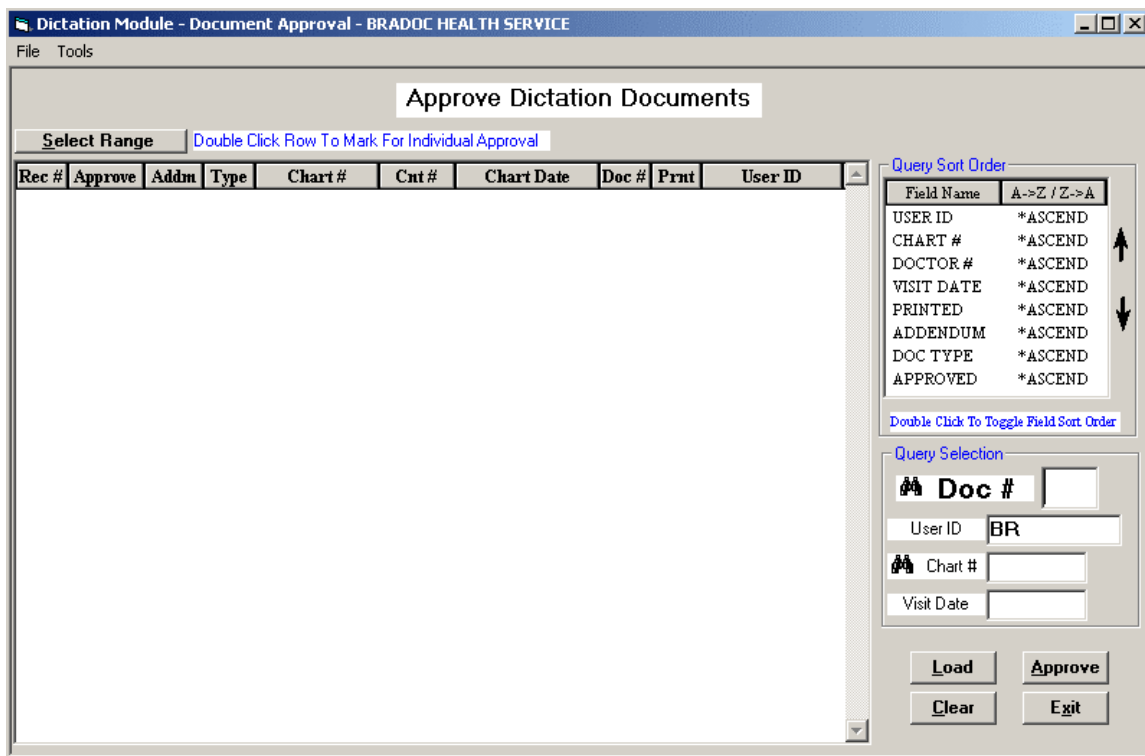 Dictation Module - Document Approval - BRADOC HEALTH SERVICE
File Tools
Approve Dictation Documents
Select Range Double Click Row To Mark For Individual Approval
Rec # Approve Addm Type Chart # Cnt # Chart Date Doc # Prnt User ID
Query Sort Order
Field Name A->Z / Z->A
USER ID *ASCEND
CHART # *ASCEND
DOCTOR # *ASCEND
VISIT DATE *ASCEND
PRINTED *ASCEND
ADDENDUM *ASCEND
DOC TYPE *ASCEND
APPROVED *ASCEND
Double Click To Toggle Field Sort Order
Query Selection
Doc #
User ID BR
Chart #
Visit Date
Load Approve
Clear Exit